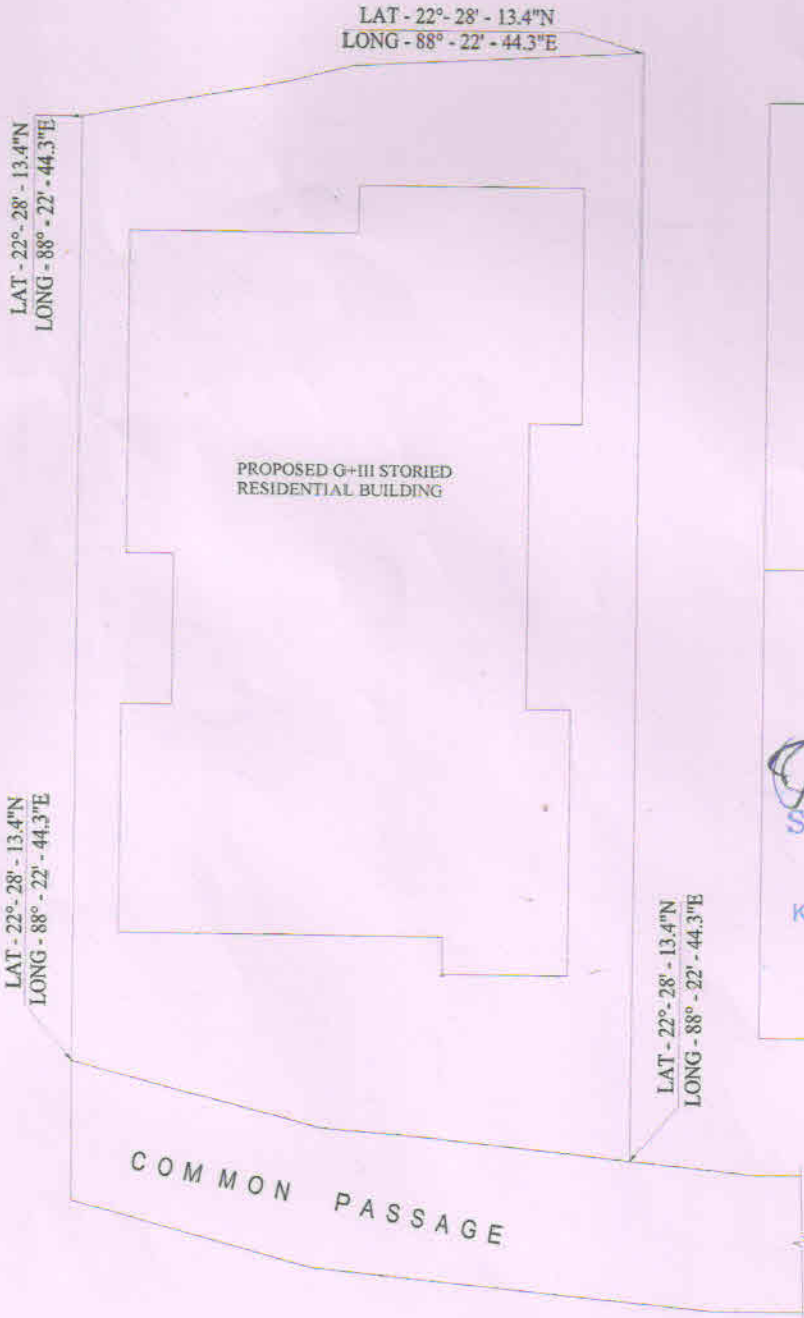 LAT - 22°- 28' - 13.4"N
LONG - 88° - 22' - 44.3"E
LAT - 22°- 28' - 13.4"N
LONG - 88° - 22' - 44.3"E
PROPOSED G+III STORIED
RESIDENTIAL BUILDING
LAT - 22°- 28' - 13.4"N
LONG - 88° - 22' - 44.3"E
LAT - 22°- 28' - 13.4"N
LONG - 88° - 22' - 44.3"E
S
K
COMMON PASSAGE